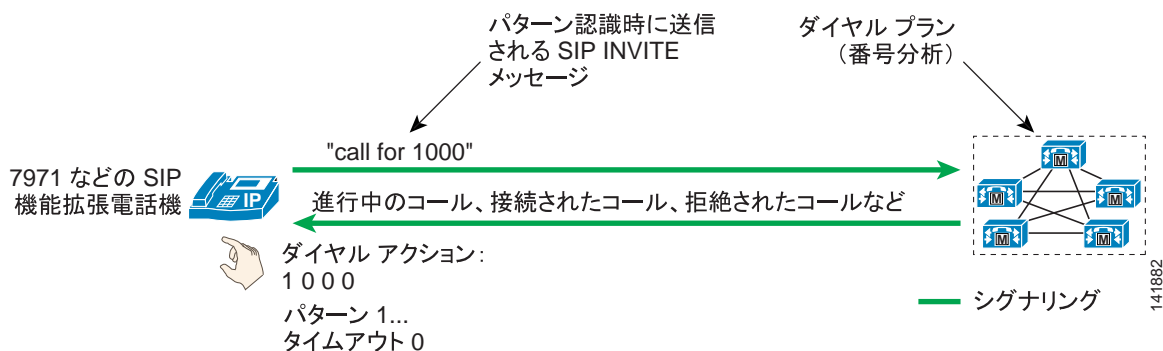 パターン認識時に送信
される SIP INVITE
メッセージ
ダイヤル プラン
（番号分析）
"call for 1000"
7971 などの SIP
機能拡張電話機
IP
進行中のコール、接続されたコール、拒絶されたコールなど
M
M
M
M
M
ダイヤル アクション：
1 0 0 0
パターン 1...
タイムアウト 0
シグナリング
141882